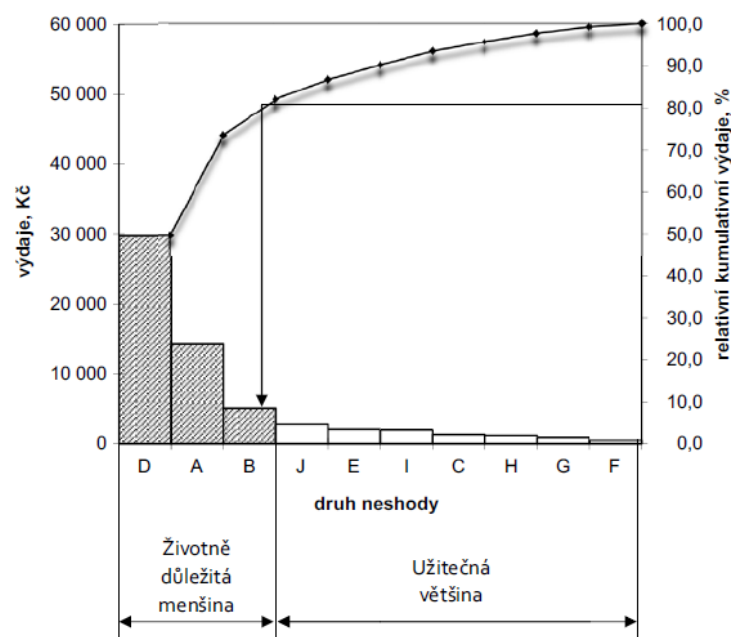 60 000
50 000
40 000
30 000
20 000
10 000
0
výdaje, Kč
100,0
90,0
80,0
70,0
60,0
50,0
40,0
30,0
20,0
10,0
0,0
relativní kumulativní výdaje, %
D A B J E I C H G F
druh neshody
Životně
důležitá
menšina
Užitečná
většina